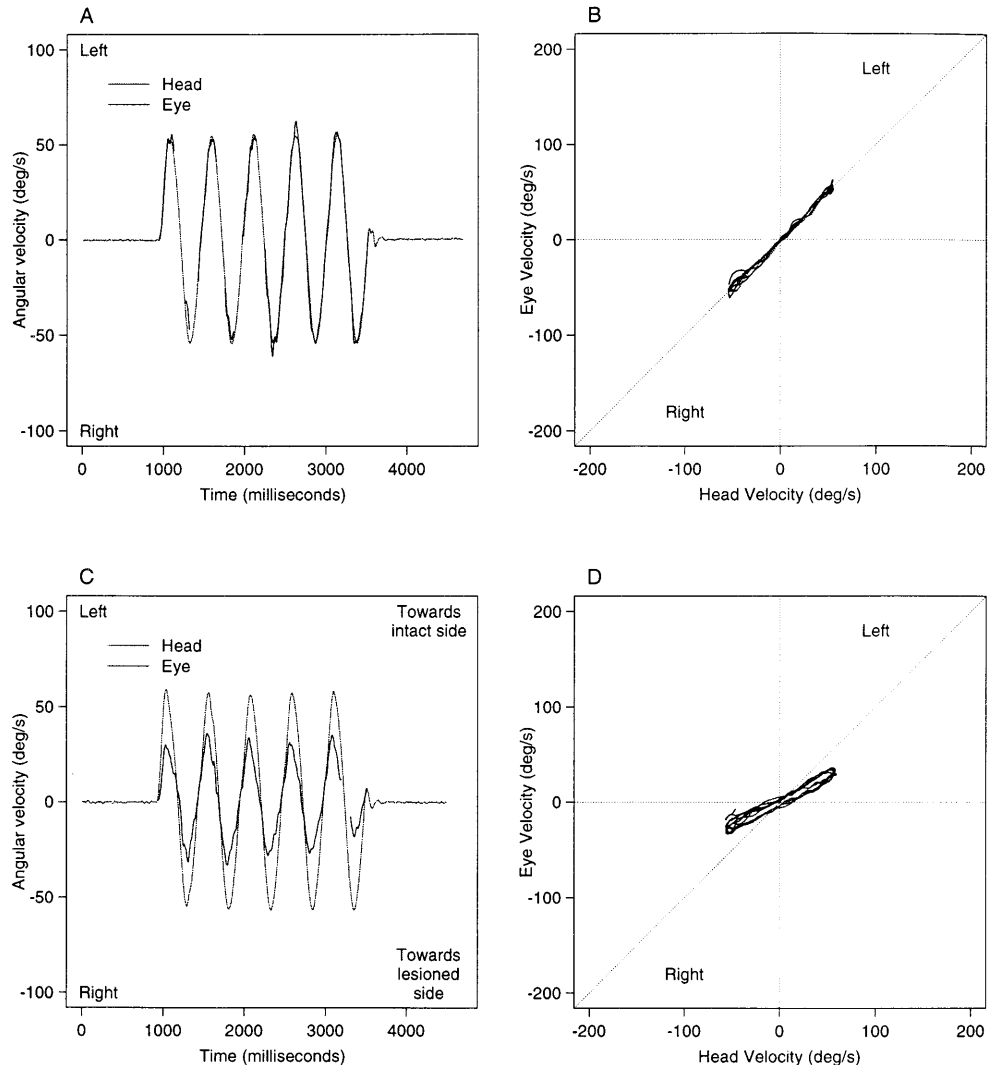 A
Left
Head
Eye
100
50
0
-50
-100
Angular velocity (deg/s)
Right
0
1000
2000
3000
4000
Time (milliseconds)
B
Left
200
100
0
-100
-200
Eye Velocity (deg/s)
Right
-200
-100
0
100
200
Head Velocity (deg/s)
C
Left
Towards
intact side
Head
Eye
100
50
0
-50
-100
Angular velocity (deg/s)
Towards
lesioned
side
Right
0
1000
2000
3000
4000
Time (milliseconds)
D
Left
200
100
0
-100
-200
Eye Velocity (deg/s)
Right
-200
-100
0
100
200
Head Velocity (deg/s)